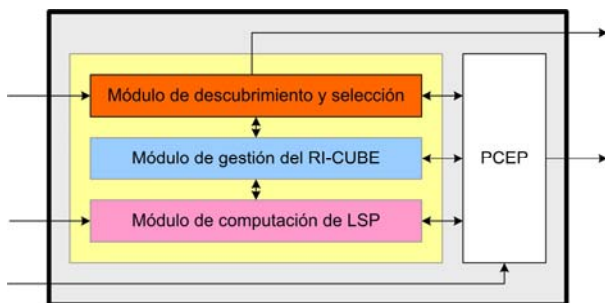 Módulo de descubrimiento y selección
Módulo de gestión del RI-CUBE
PCEP
Módulo de computación de LSP